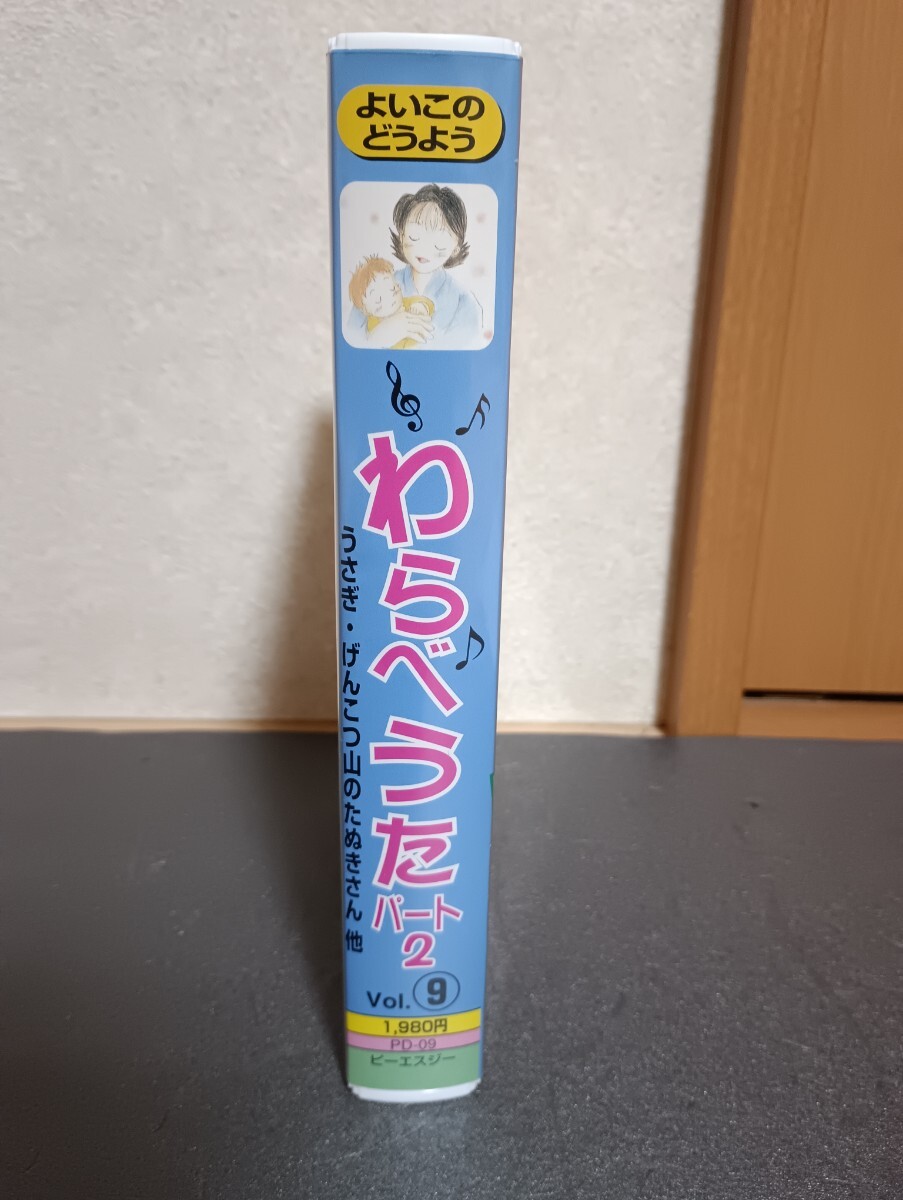 よいこの
どうよう
わらべうた
パート
2
うさぎ・げんこつ山のたぬきさん 他
Vol. ⑨
1,980円
PD-09
ピーエスジー